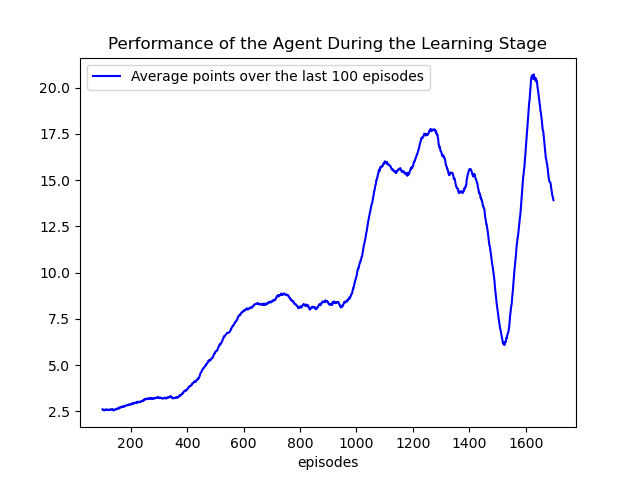 Performance of the Agent During the Learning Stage
Average points over the last 100 episodes
20.0
17.5
15.0
12.5
10.0
7.5
5.0
2.5
200 400 600 800 1000 1200 1400 1600
episodes